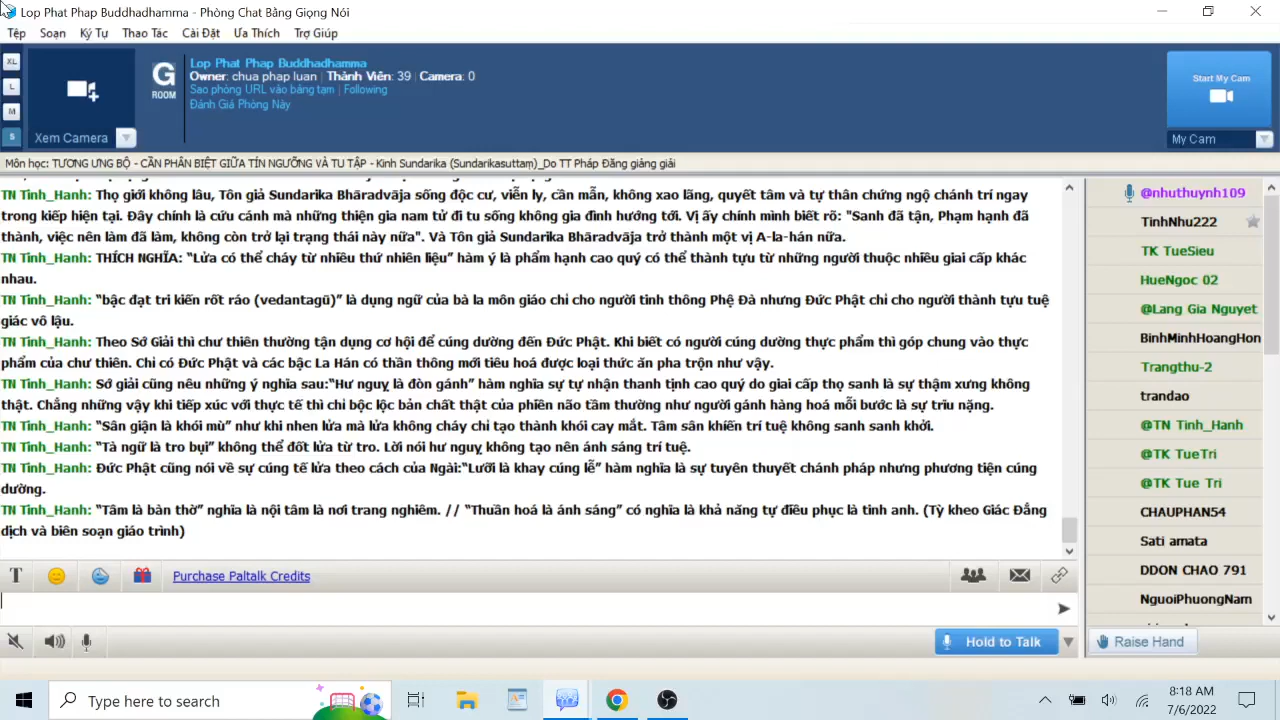 Lop Phat Phap Buddhadhamma - Phòng Chat Bằng Giọng Nói
Tệp Soạn Ký Tự Thao Tác Cài Đặt Ưa Thích Trợ Giúp
XL
L
M
S
Xem Camera
G
ROOM
Lop Phat Phap Buddhadhamma
Owner: chua phap luan | Thành Viên: 39 | Camera: 0
Sao phỏng URL vào bảng tạm | Following
Đánh Giá Phòng Này
Start My Cam
My Cam
Môn học: TƯƠNG ƯNG BỘ - CẦN PHÂN BIỆT GIỮA TÍN NGƯỠNG VÀ TU TẬP - Kinh Sundarika (Sundarikasuttaṃ)_Do TT Pháp Đăng giảng giải
TN Tinh_Hanh: Thọ giới không lâu, Tôn giả Sundarika Bhāradvāja sống độc cư, viễn ly, cần mẫn, không xao lãng, quyết tâm và tự thân chứng ngộ chánh trí ngay
trong kiếp hiện tại. Đây chính là cứu cánh mà những thiện gia nam tử đi tu sống không gia đình hướng tới. Vị ấy chính mình biết rõ: "Sanh đã tận, Phạm hạnh đã
thành, việc nên làm đã làm, không còn trở lại trạng thái này nữa". Và Tôn giả Sundarika Bhāradvāja trở thành một vị A-la-hán nữa.
TN Tinh_Hanh: THÍCH NGHĨA: “Lửa có thể cháy từ nhiều thứ nhiên liệu” hàm ý là phẩm hạnh cao quý có thể thành tựu từ những người thuộc nhiều giai cấp khác
nhau.
TN Tinh_Hanh: “bậc đạt tri kiến rốt ráo (vedantagū)” là dụng ngữ của bà la môn giáo chỉ cho người tinh thông Phệ Đà nhưng Đức Phật chỉ cho người thành tựu tuệ
giác vô lậu.
TN Tinh_Hanh: Theo Sớ Giải thì chư thiên thường tận dụng cơ hội để cúng dường đến Đức Phật. Khi biết có người cúng dường thực phẩm thì góp chung vào thực
phẩm của chư thiên. Chỉ có Đức Phật và các bậc La Hán có thần thông mới tiêu hoá được loại thức ăn pha trộn như vậy.
TN Tinh_Hanh: Sớ giải cũng nêu những ý nghĩa sau:“Hư nguỵ là đòn gánh” hàm nghĩa sự tự nhận thanh tịnh cao quý do giai cấp thọ sanh là sự thậm xưng không
thật. Chẳng những vậy khi tiếp xúc với thực tế thì chỉ bộc lộc bản chất thật của phiền não tầm thường như người gánh hàng hoá mỗi bước là sự trĩu nặng.
TN Tinh_Hanh: “Sân giận là khói mù” như khi nhen lửa mà lửa không cháy chỉ tạo thành khói cay mắt. Tâm sân khiến trí tuệ không sanh sanh khởi.
TN Tinh_Hanh: “Tà ngữ là tro bụi” không thể đốt lửa từ tro. Lời nói hư nguỵ không tạo nên ánh sáng trí tuệ.
TN Tinh_Hanh: Đức Phật cũng nói về sự cúng tế lửa theo cách của Ngài:“Lưỡi là khay cúng lễ” hàm nghĩa là sự tuyên thuyết chánh pháp nhưng phương tiện cúng
dường.
TN Tinh_Hanh: “Tâm là bàn thờ” nghĩa là nội tâm là nơi trang nghiêm. // “Thuần hoá là ánh sáng” có nghĩa là khả năng tự điều phục là tinh anh. (Tỳ kheo Giác Đẳng
dịch và biên soạn giáo trình)
@nhuthuynh109
TinhNhu222
TK TueSieu
HueNgoc 02
@Lang Gia Nguyet
BinhMinhHoangHon
Trangthu-2
trandao
@TN Tinh_Hanh
@TK TueTri
@TK Tue Tri
CHAUPHAN54
Sati amata
DDON CHAO 791
NguoiPhuongNam
T Purchase Paltalk Credits
Hold to Talk
Raise Hand
Type here to search
8:18 AM
7/6/2022